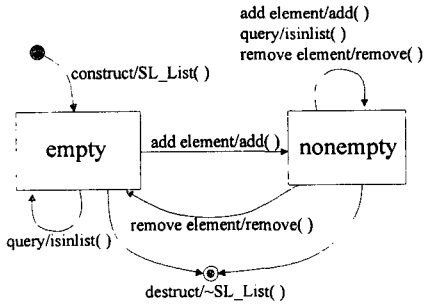 add element/add( )
query/isinlist( )
remove element/remove( )
construct/SL_List( )
empty
add element/add( )
nonempty
remove element/remove( )
query/isinlist( )
destruct/~SL_List( )